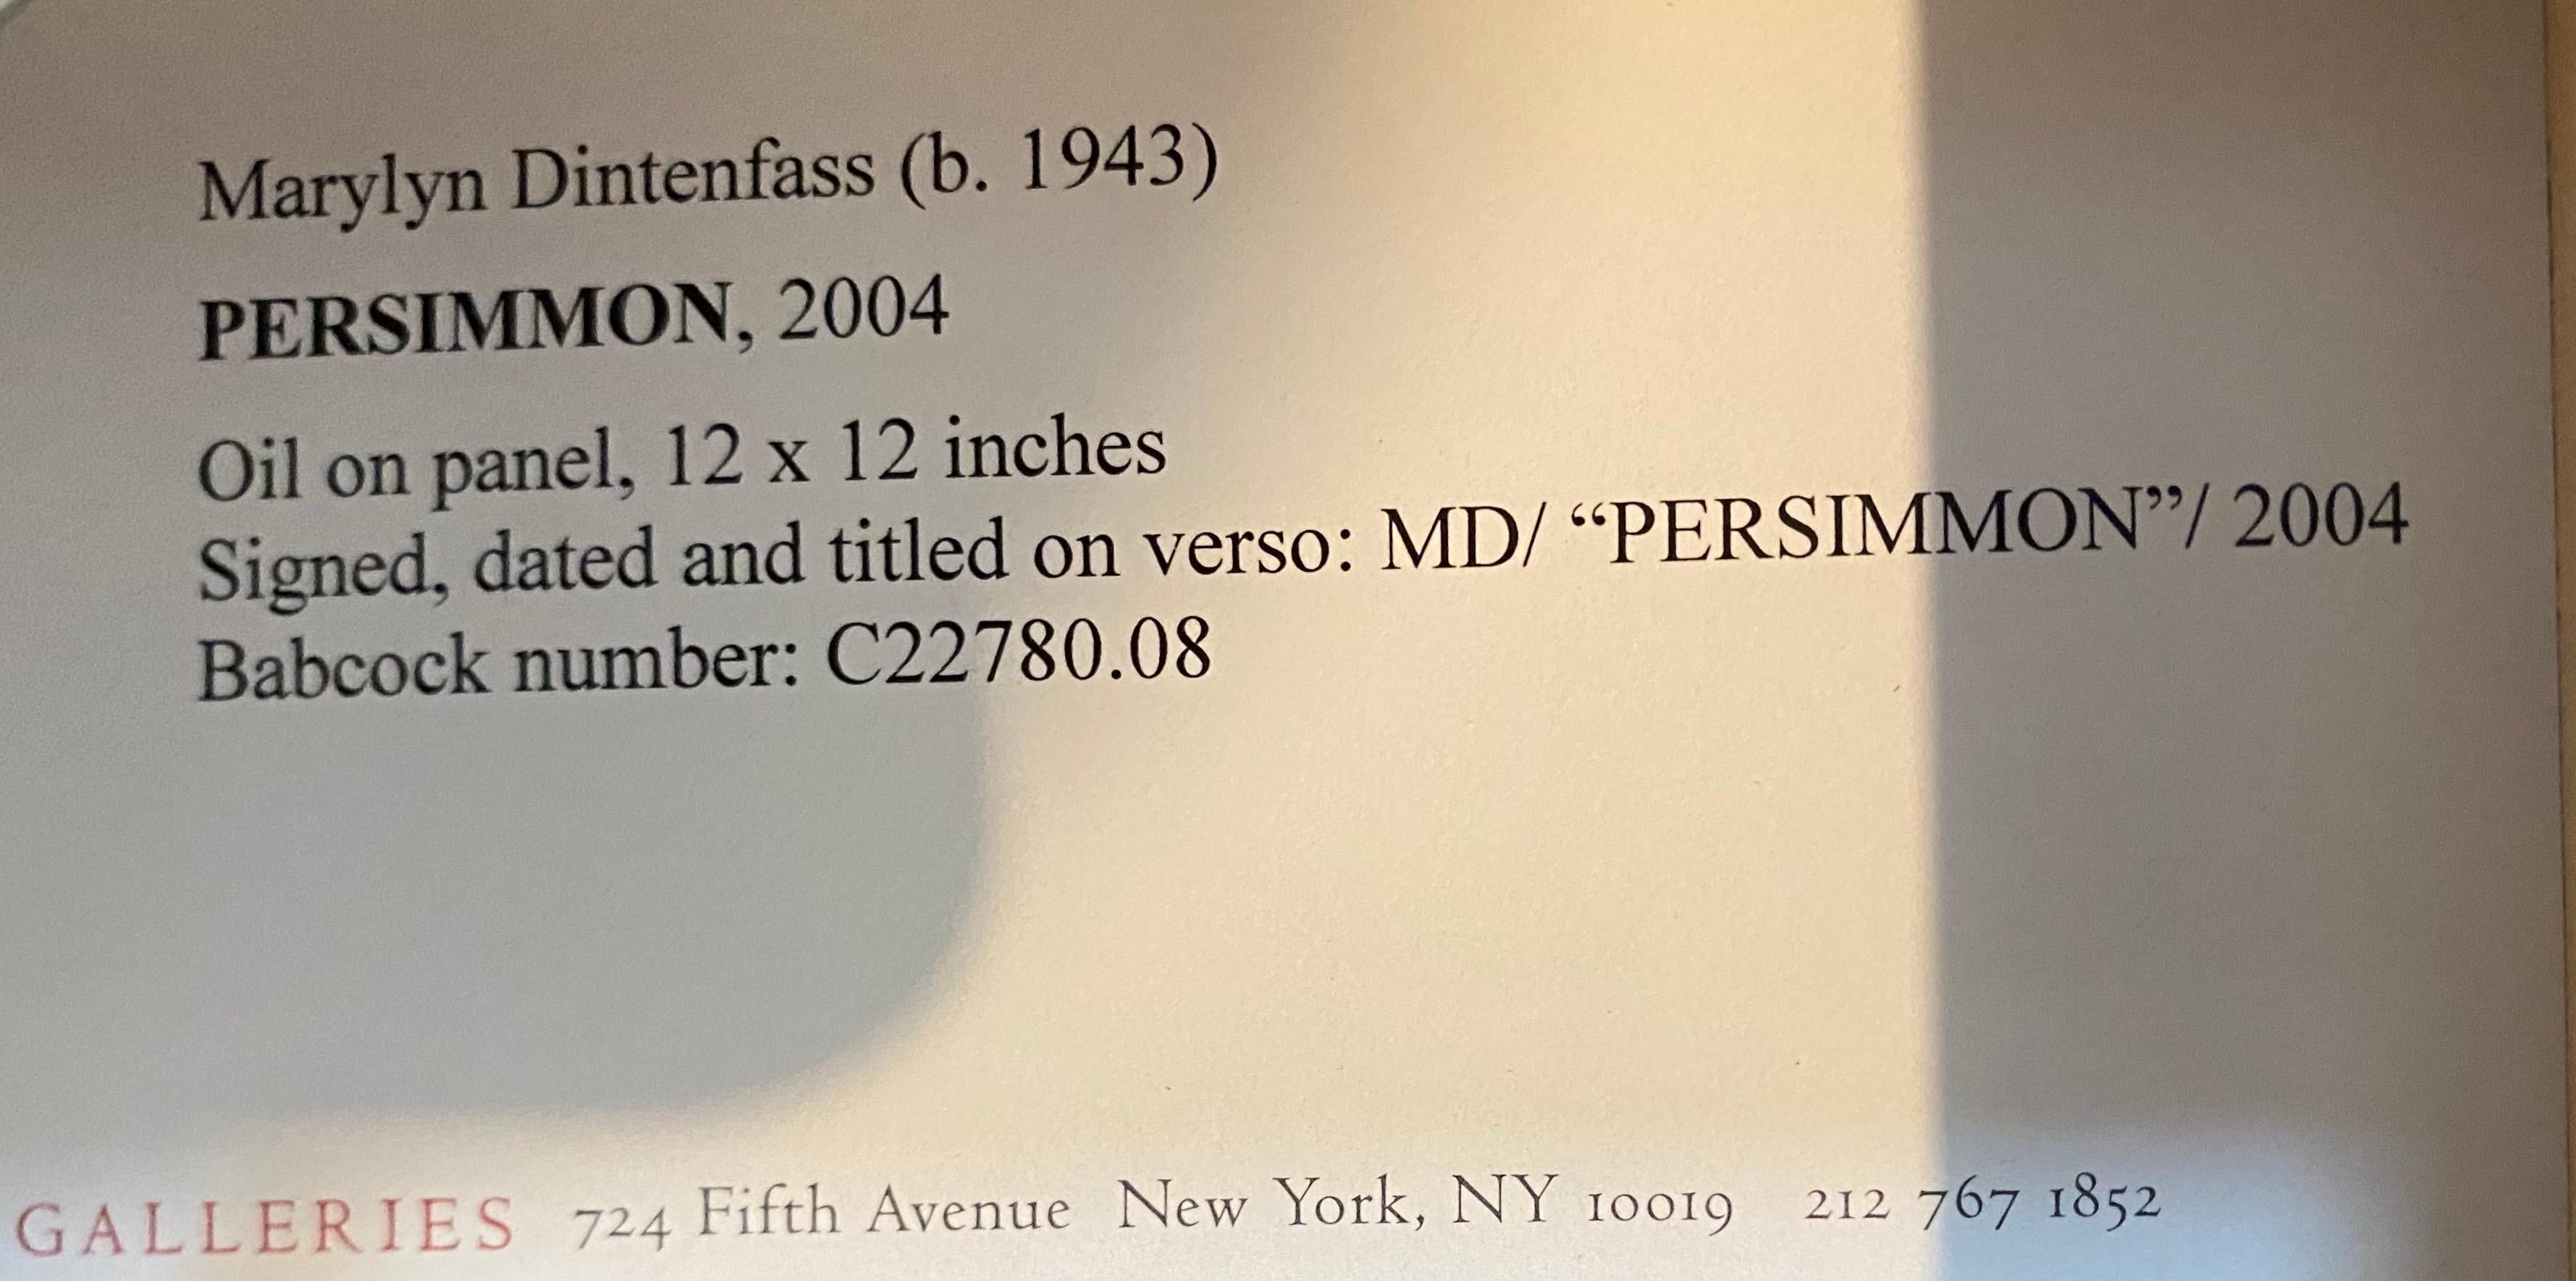 Marylyn Dintenfass (b. 1943)
PERSIMMON, 2004
Oil on panel, 12 x 12 inches
Signed, dated and titled on verso: MD/ “PERSIMMON”/ 2004
Babcock number: C22780.08
GALLERIES 724 Fifth Avenue New York, NY 10019 212 767 1852